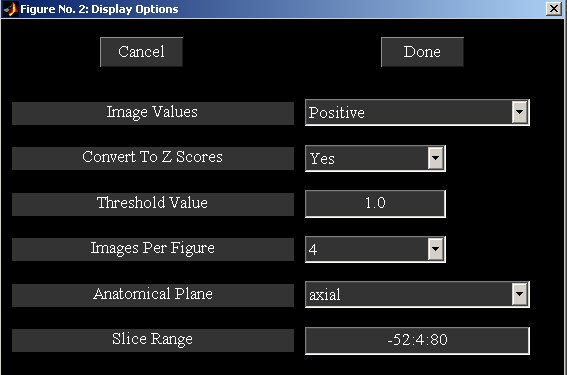 Figure No. 2: Display Options
Cancel Done
Image Values Positive
Convert To Z Scores Yes
Threshold Value 1.0
Images Per Figure 4
Anatomical Plane axial
Slice Range -52:4:80